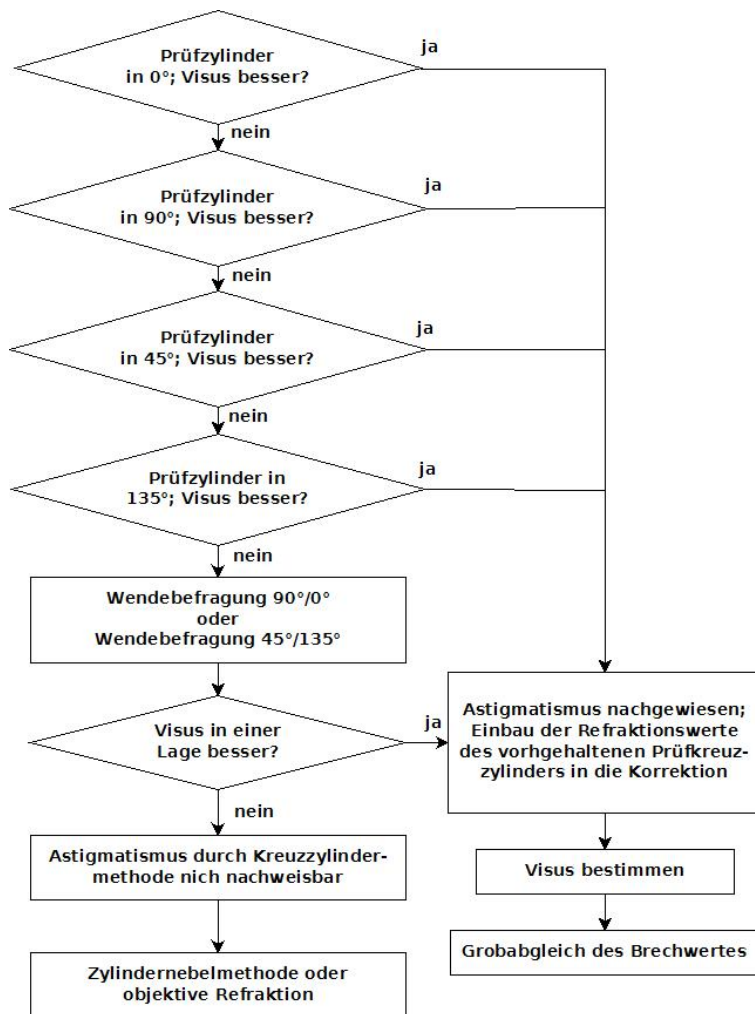 Prüfzylinder
in 0°; Visus besser?
ja
nein
Prüfzylinder
in 90°; Visus besser?
ja
nein
Prüfzylinder
in 45°; Visus besser?
ja
nein
Prüfzylinder in
135°; Visus besser?
ja
nein
Wendebefragung 90°/0°
oder
Wendebefragung 45°/135°
Visus in einer
Lage besser?
ja
nein
Astigmatismus nachgewiesen;
Einbau der Refraktionswerte
des vorhgehaltenen Prüfkreuz-
zylinders in die Korrektion
Astigmatismus durch Kreuzzylinder-
methode nich nachweisbar
Visus bestimmen
Zylindernebelmethode oder
objektive Refraktion
Grobabgleich des Brechwertes